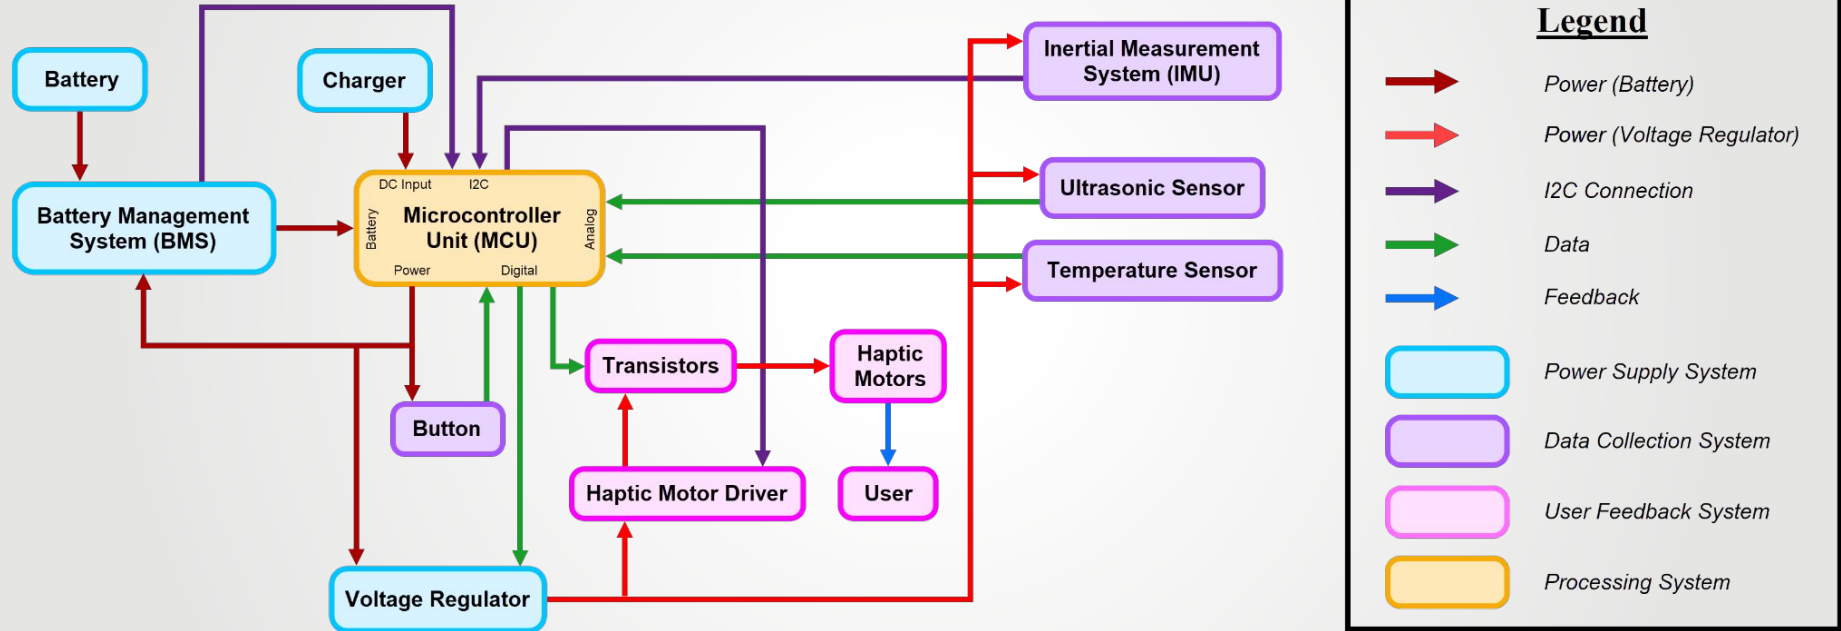 Battery
Charger
Inertial Measurement
System (IMU)
Ultrasonic Sensor
Temperature Sensor
Battery Management
System (BMS)
DC Input
I2C
Battery
Microcontroller
Unit (MCU)
Analog
Power
Digital
Transistors
Haptic
Motors
Button
Haptic Motor Driver
User
Voltage Regulator
Legend
Power (Battery)
Power (Voltage Regulator)
I2C Connection
Data
Feedback
Power Supply System
Data Collection System
User Feedback System
Processing System